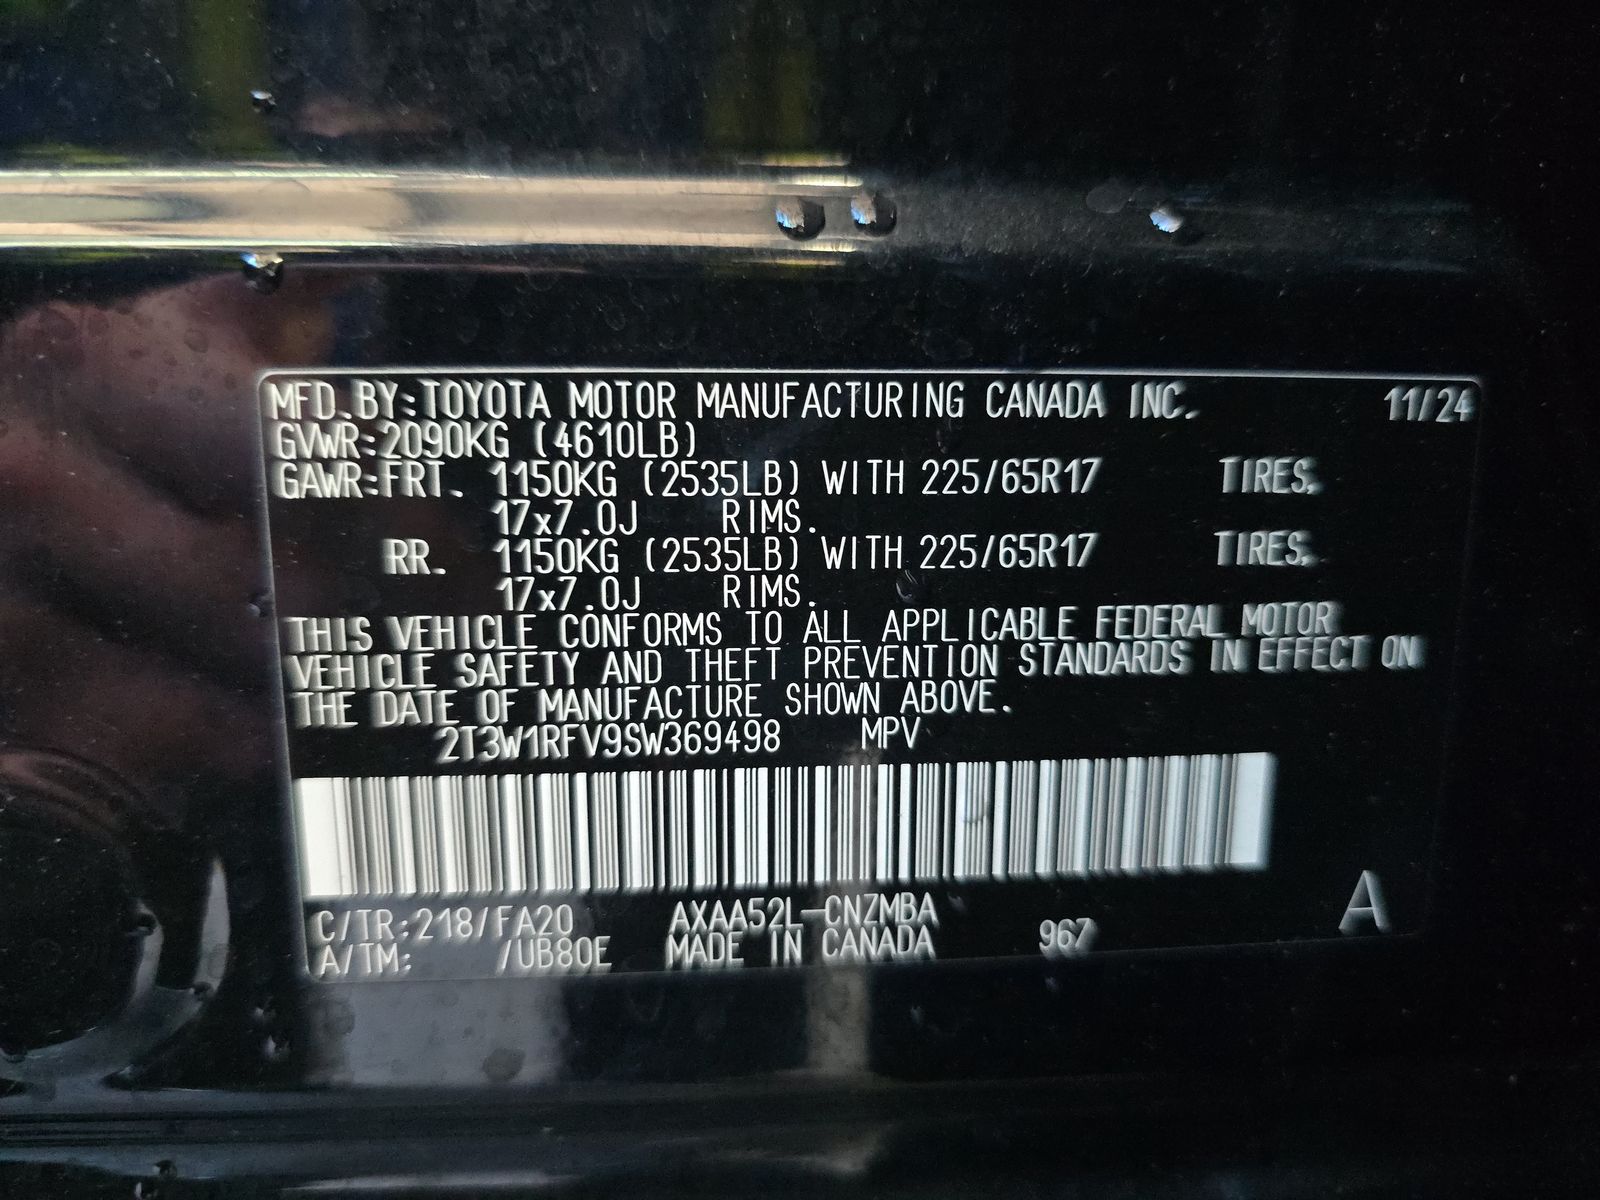 MFD.BY:TOYOTA MOTOR MANUFACTURING CANADA INC. 11/24
GVWR:2090KG (4610LB)
GAWR:FRT. 1150KG (2535LB) WITH 225/65R17 TIRES,
17x7.0J RIMS.
RR. 1150KG (2535LB) WITH 225/65R17 TIRES,
17x7.0J RIMS.
THIS VEHICLE CONFORMS TO ALL APPLICABLE FEDERAL MOTOR
VEHICLE SAFETY AND THEFT PREVENTION STANDARDS IN EFFECT ON
THE DATE OF MANUFACTURE SHOWN ABOVE.
2T3W1RFV9SW369498 MPV
C/TR:218/FA20 AXAA52L-CNZMBA
A/TM: /UB80E MADE IN CANADA 967 A